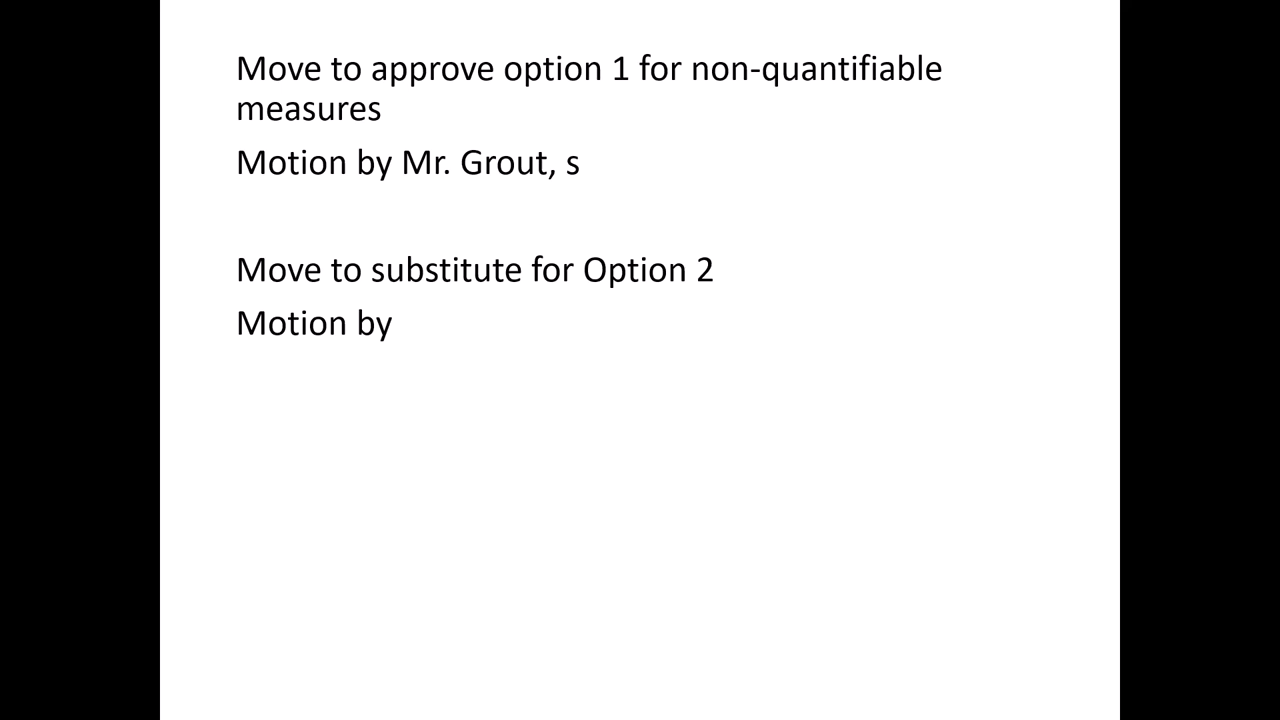 Move to approve option 1 for non-quantifiable
measures
Motion by Mr. Grout, s
Move to substitute for Option 2
Motion by